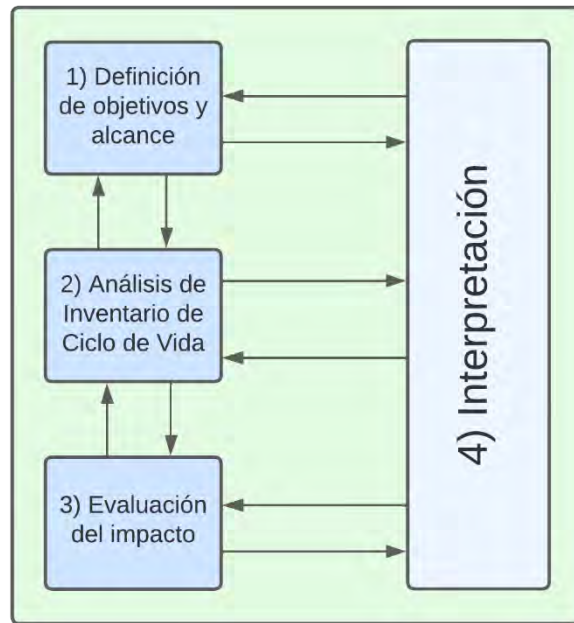 1) Definición
de objetivos y
alcance
2) Análisis de
Inventario de
Ciclo de Vida
3) Evaluación
del impacto
4) Interpretación